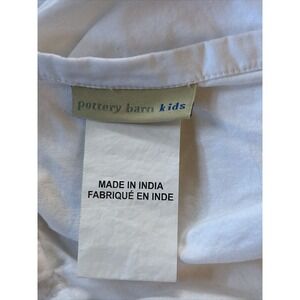 pottery barn kids
MADE IN INDIA
FABRIQUÉ EN INDE